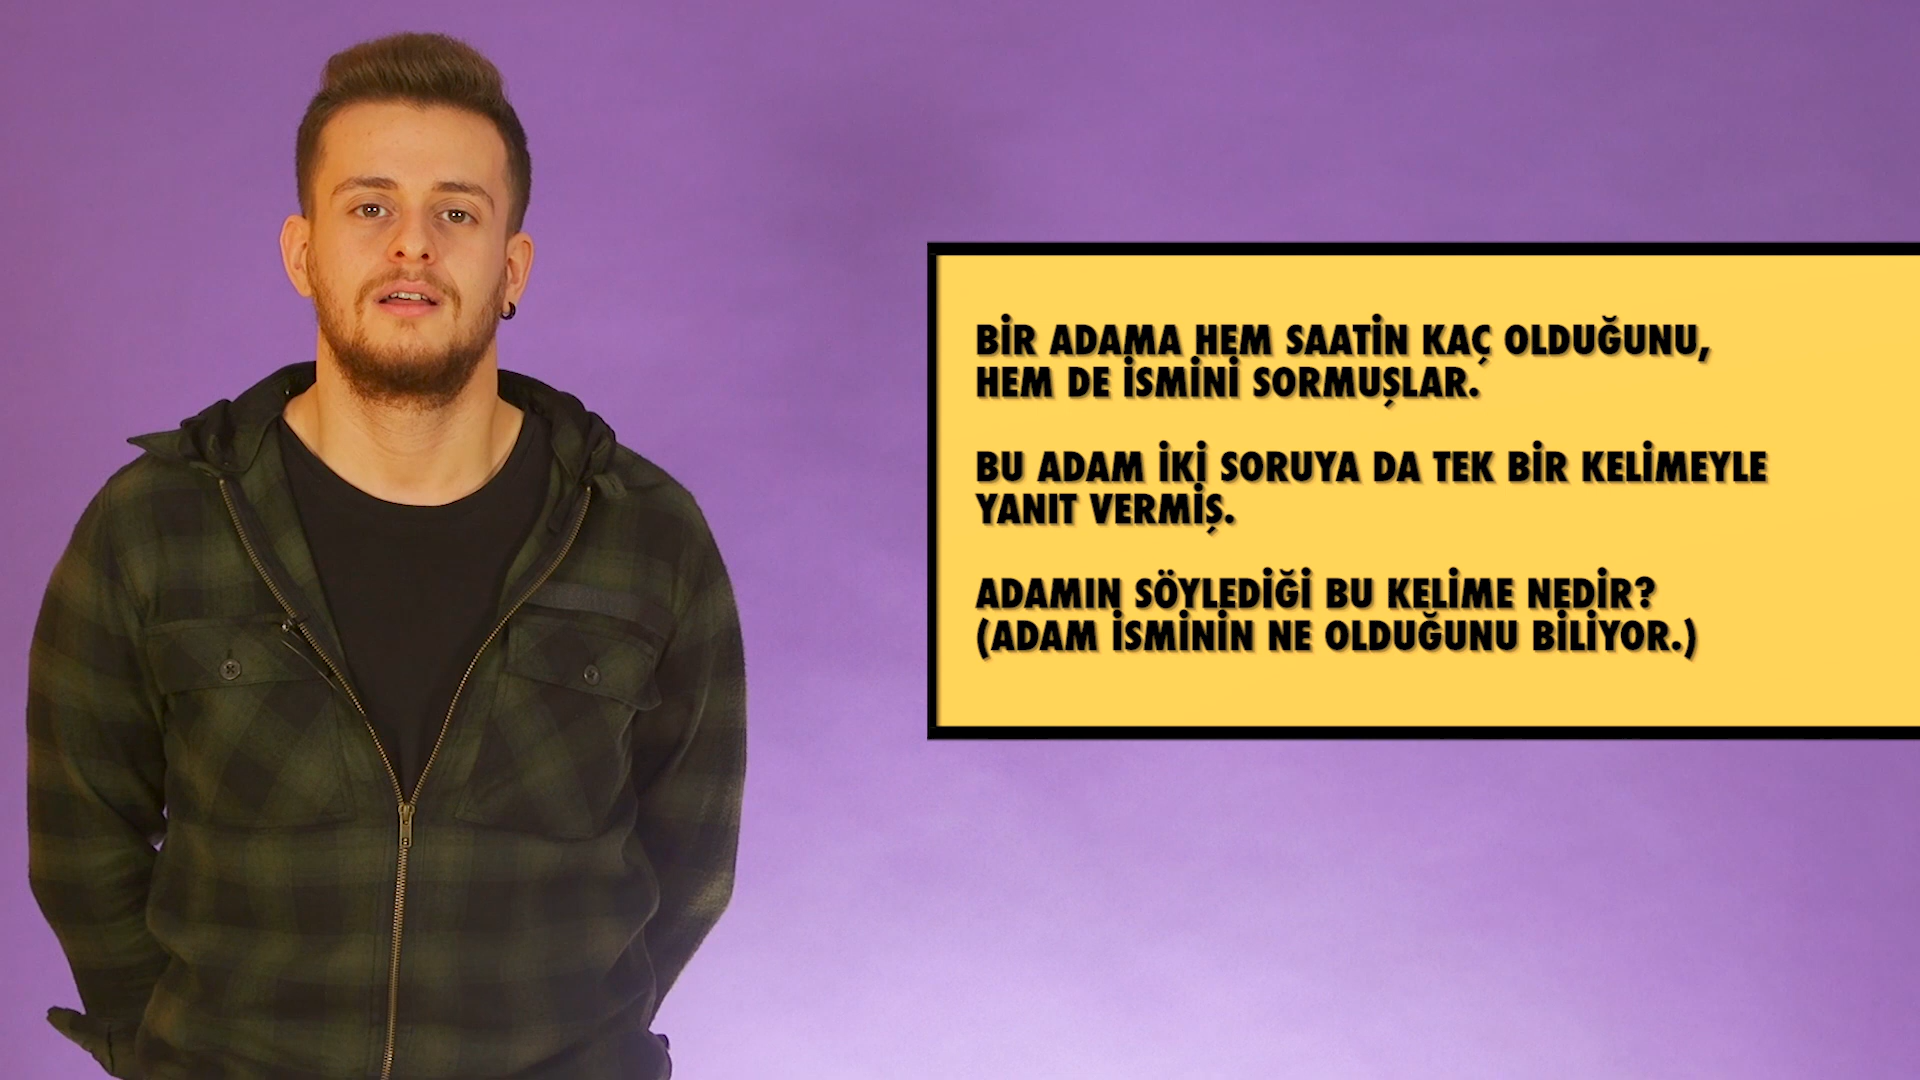 BİR ADAMA HEM SAATİN KAÇ OLDUĞUNU,
HEM DE İSMİNİ SORMUŞLAR.
BU ADAM İKİ SORUYA DA TEK BİR KELİMEYLE
YANIT VERMİŞ.
ADAMIN SÖYLEDİĞİ BU KELİME NEDİR?
(ADAM İSMİNİN NE OLDUĞUNU BİLİYOR.)